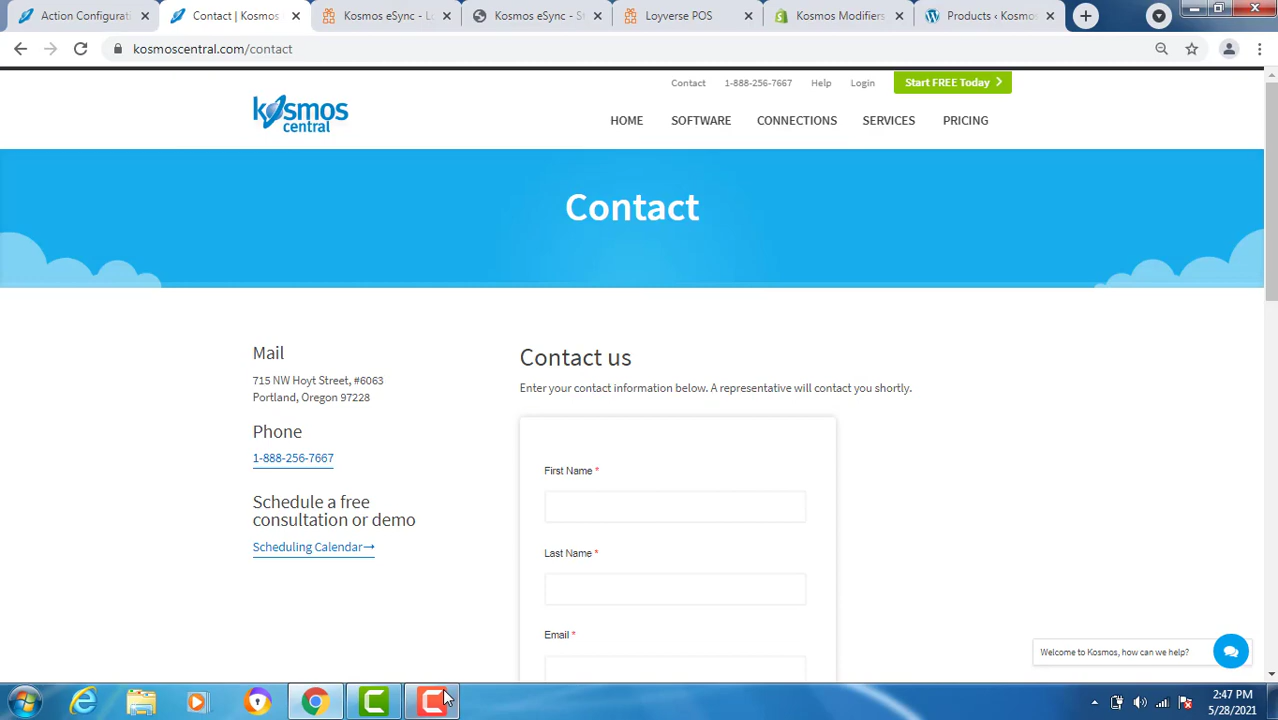 Action Configurati
Contact | Kosmos
Kosmos eSync - Lo
Kosmos eSync - St
Loyverse POS
Kosmos Modifiers
Products ‹ Kosmos
kosmoscentral.com/contact
Contact
1-888-256-7667
Help
Login
Start FREE Today
kosmos
central
HOME
SOFTWARE
CONNECTIONS
SERVICES
PRICING
Contact
Mail
715 NW Hoyt Street, #6063
Portland, Oregon 97228
Phone
1-888-256-7667
Schedule a free
consultation or demo
Scheduling Calendar→
Contact us
Enter your contact information below. A representative will contact you shortly.
First Name *
Last Name *
Email *
Welcome to Kosmos, how can we help?
2:47 PM
5/28/2021